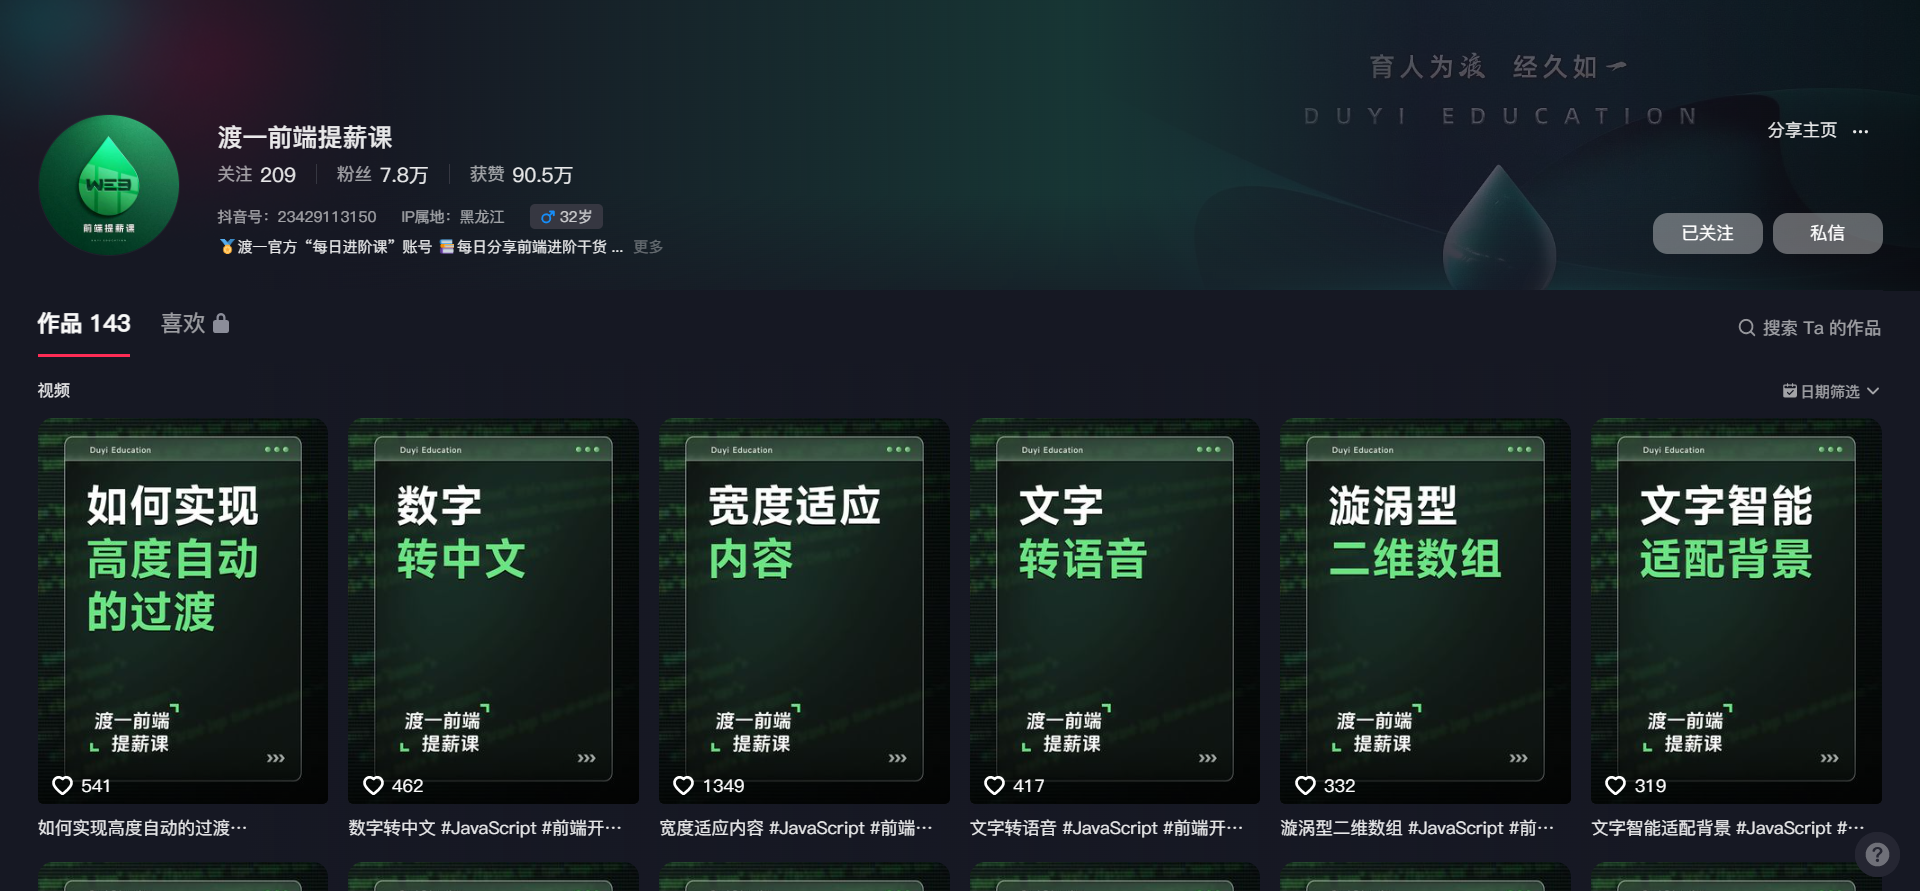 育人为渡 经久如一
DUYI EDUCATION
分享主页 ···
WEB
前端提薪课
渡一前端提薪课
关注 209 粉丝 7.8万 获赞 90.5万
抖音号：23429113150 IP属地：黑龙江 ♂ 32岁
🏅渡一官方“每日进阶课”账号 📚每日分享前端进阶干货 ... 更多
已关注 私信
作品 143 喜欢
搜索 Ta 的作品
视频
日期筛选
Duyi Education
如何实现
高度自动
的过渡
渡一前端
提薪课
541
如何实现高度自动的过渡···
Duyi Education
数字
转中文
渡一前端
提薪课
462
数字转中文 #JavaScript #前端开···
Duyi Education
宽度适应
内容
渡一前端
提薪课
1349
宽度适应内容 #JavaScript #前端···
Duyi Education
文字
转语音
渡一前端
提薪课
417
文字转语音 #JavaScript #前端开···
Duyi Education
漩涡型
二维数组
渡一前端
提薪课
332
漩涡型二维数组 #JavaScript #前···
Duyi Education
文字智能
适配背景
渡一前端
提薪课
319
文字智能适配背景 #JavaScript #···
?